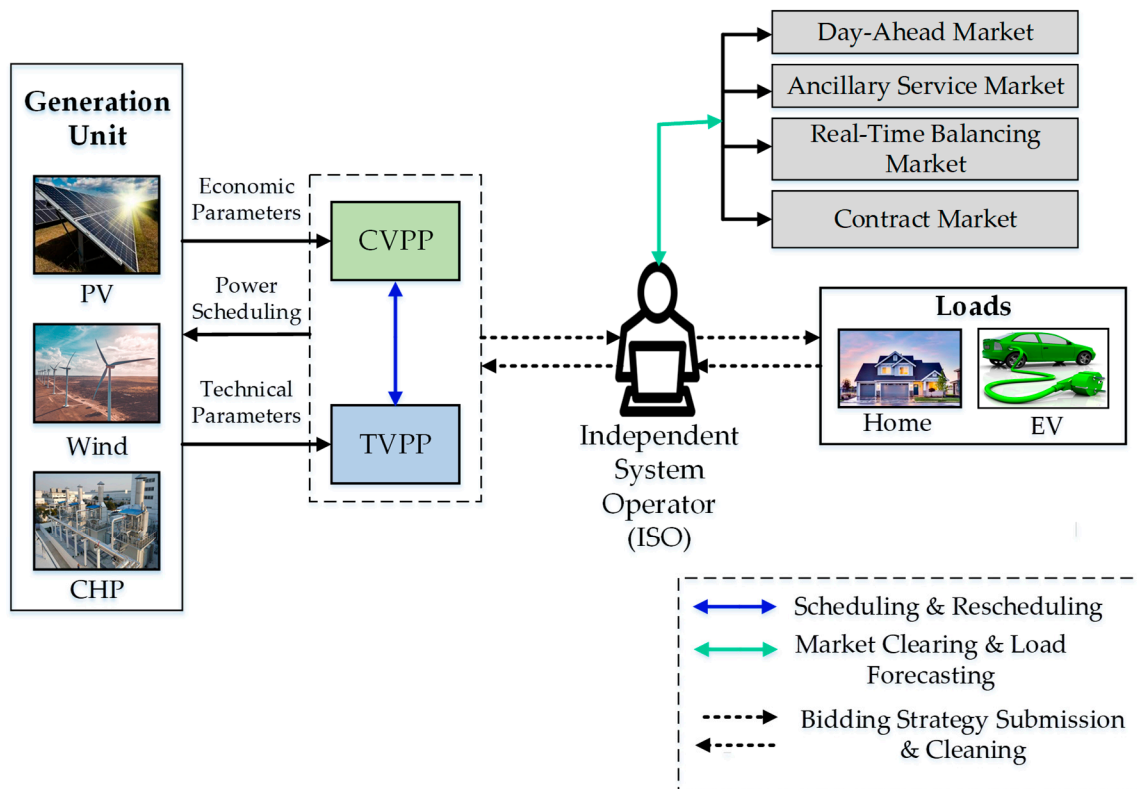 Generation
Unit
PV
Wind
CHP
Economic
Parameters
Power
Scheduling
Technical
Parameters
CVPP
TVPP
Independent
System
Operator
(ISO)
Day-Ahead Market
Ancillary Service Market
Real-Time Balancing
Market
Contract Market
Loads
Home
EV
Scheduling & Rescheduling
Market Clearing & Load
Forecasting
Bidding Strategy Submission
& Cleaning